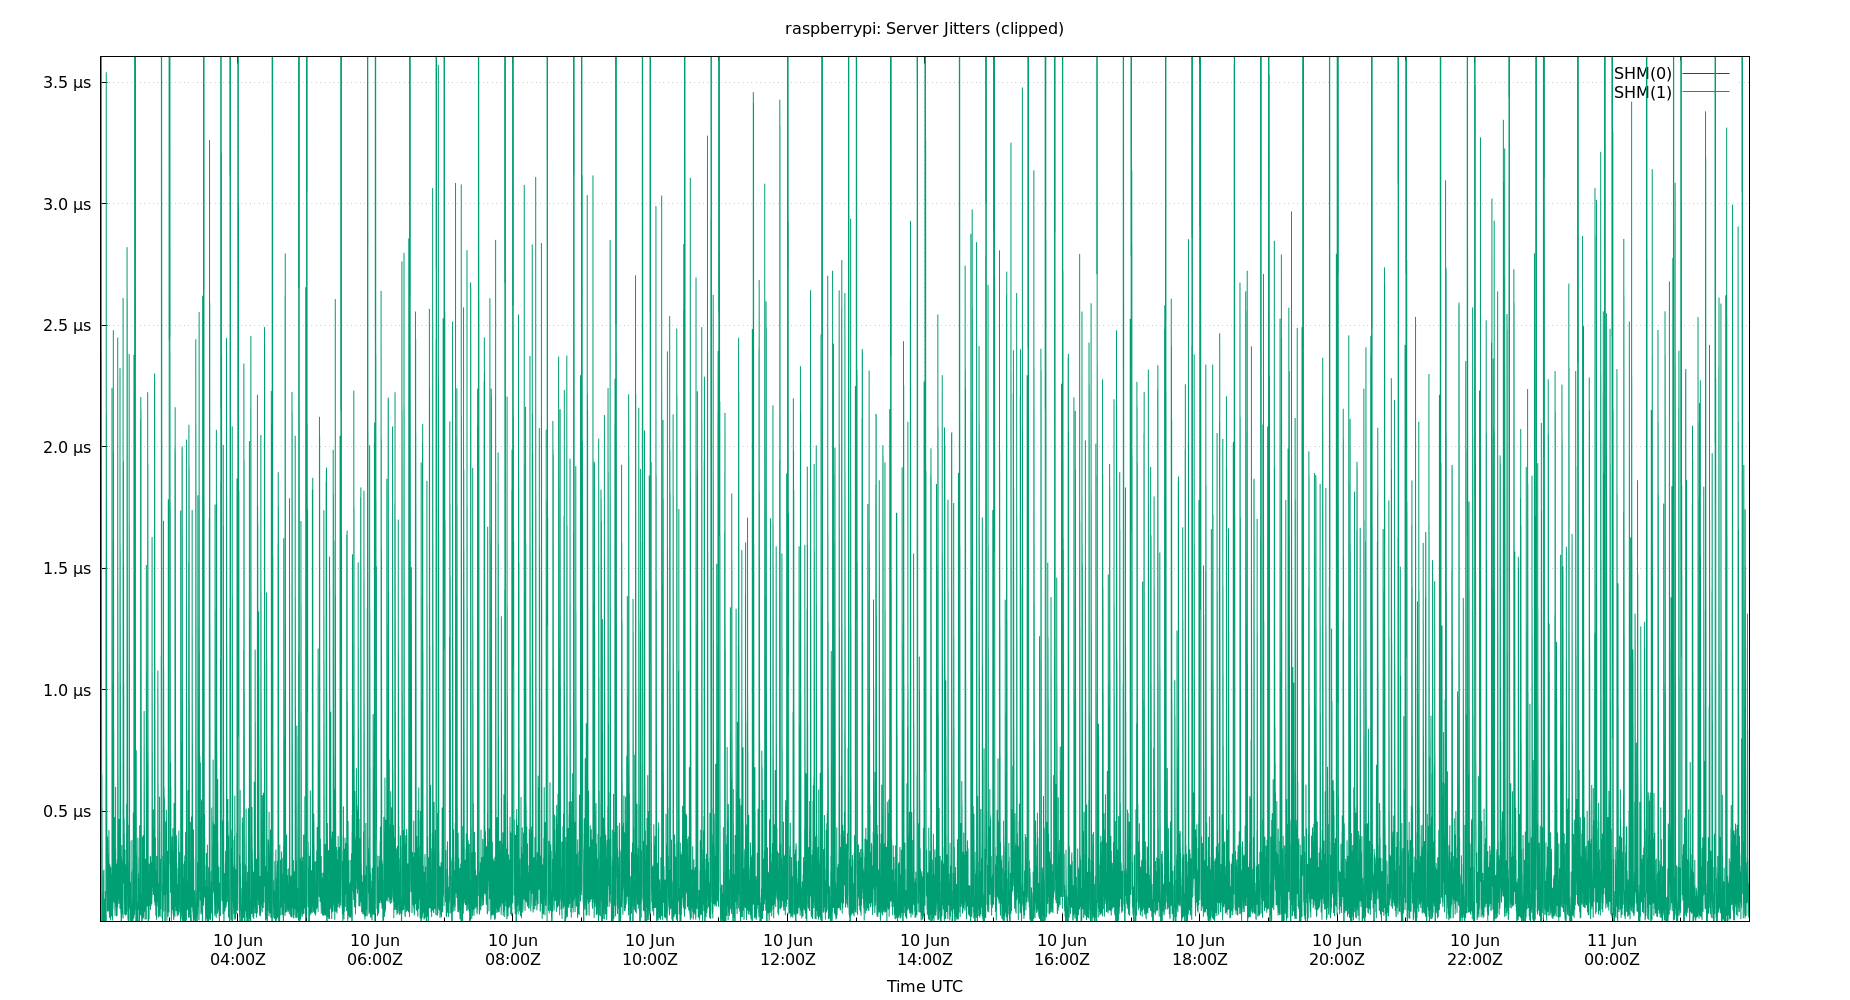 raspberrypi: Server Jitters (clipped)
SHM(0)
SHM(1)
3.5 µs
3.0 µs
2.5 µs
2.0 µs
1.5 µs
1.0 µs
0.5 µs
10 Jun 10 Jun 10 Jun 10 Jun 10 Jun 10 Jun 10 Jun 10 Jun 10 Jun 10 Jun 11 Jun
04:00Z 06:00Z 08:00Z 10:00Z 12:00Z 14:00Z 16:00Z 18:00Z 20:00Z 22:00Z 00:00Z
Time UTC